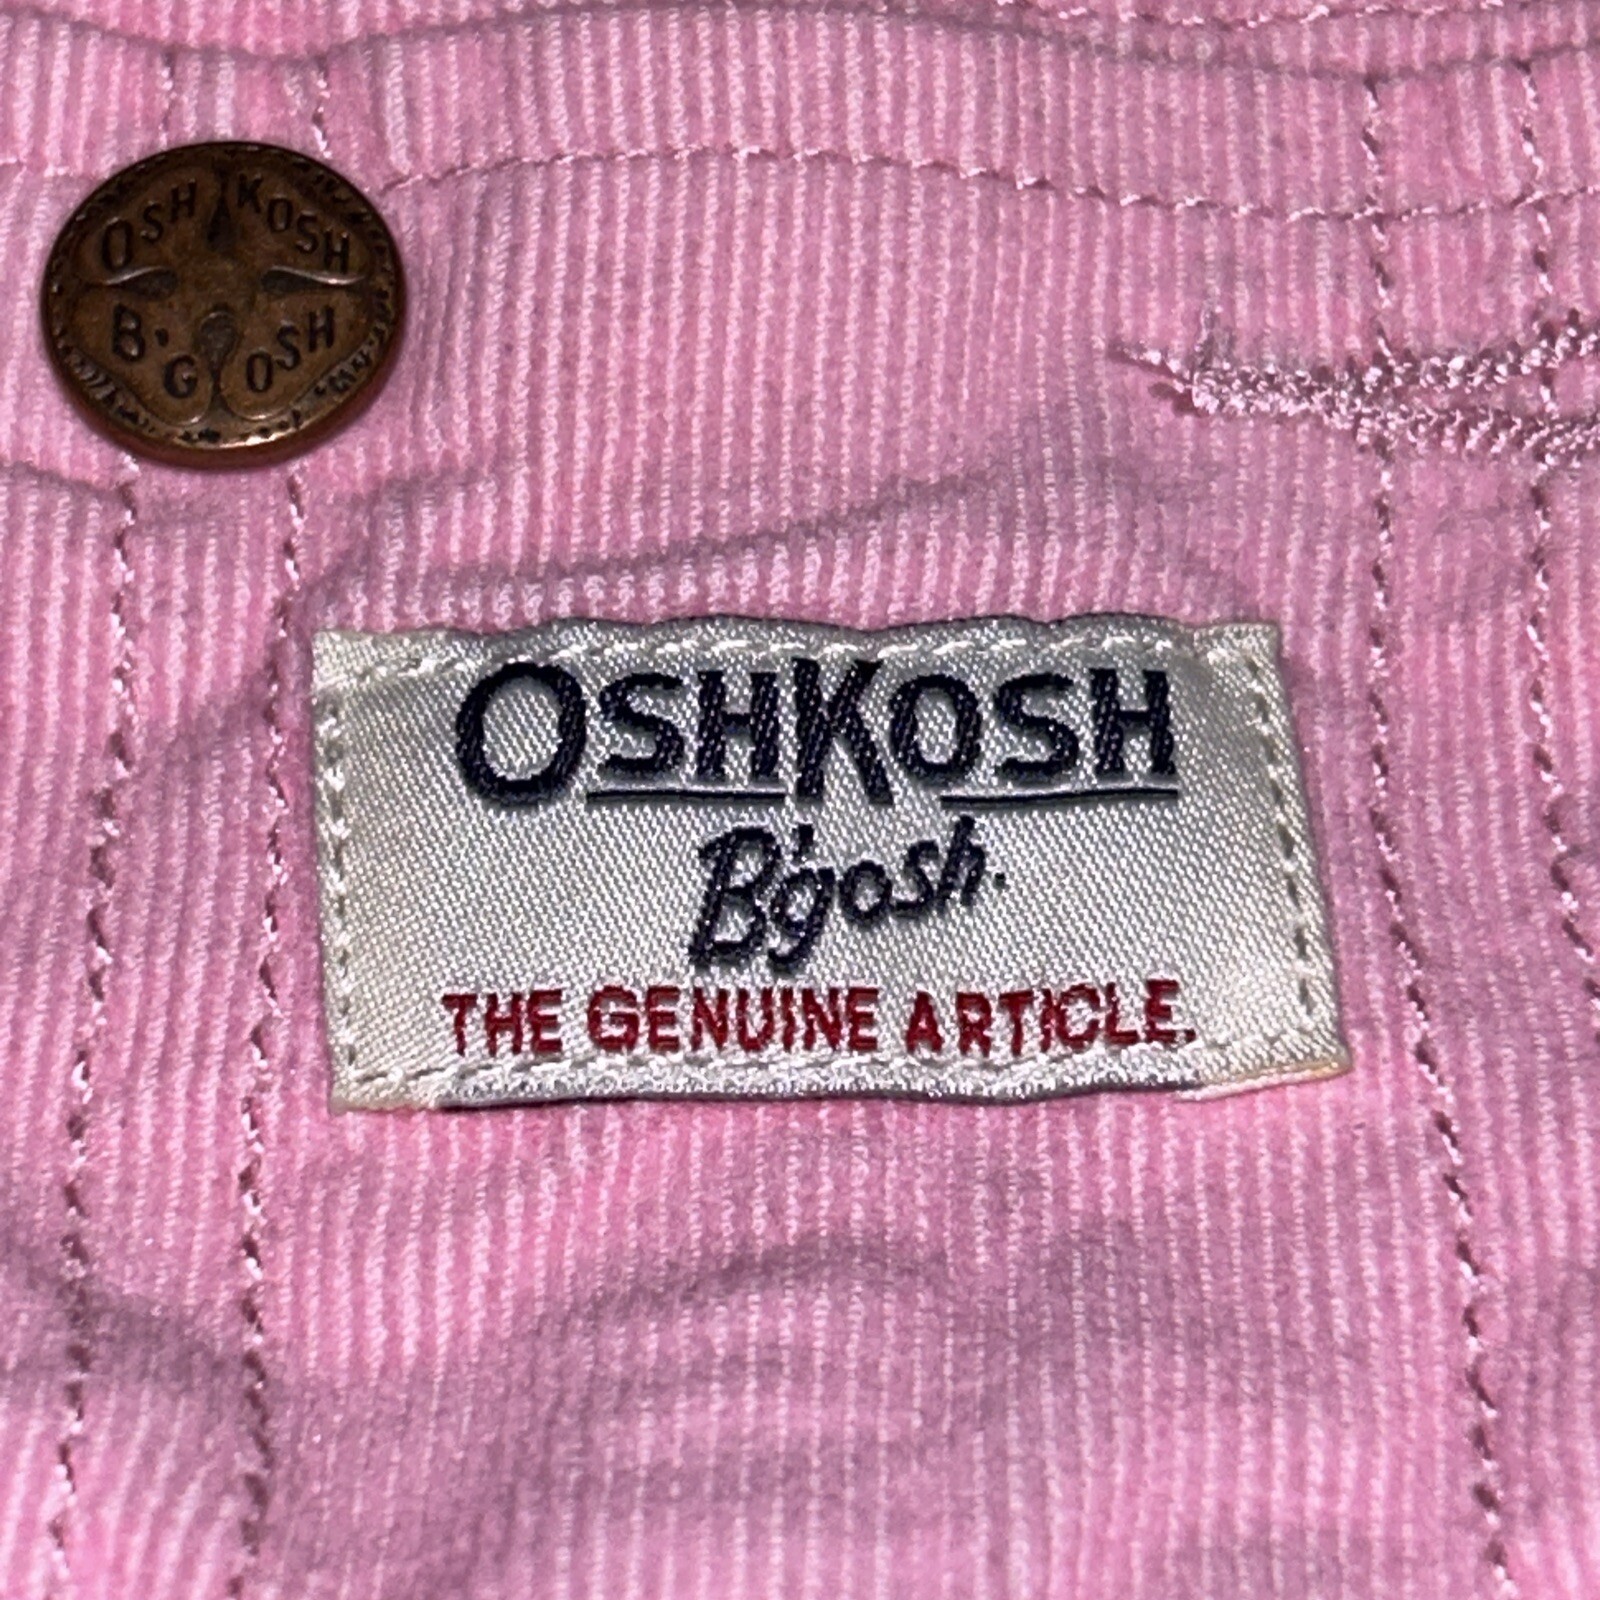 OSH KOSH
B'GOSH
OSHKOSH
B'gosh.
THE GENUINE ARTICLE.